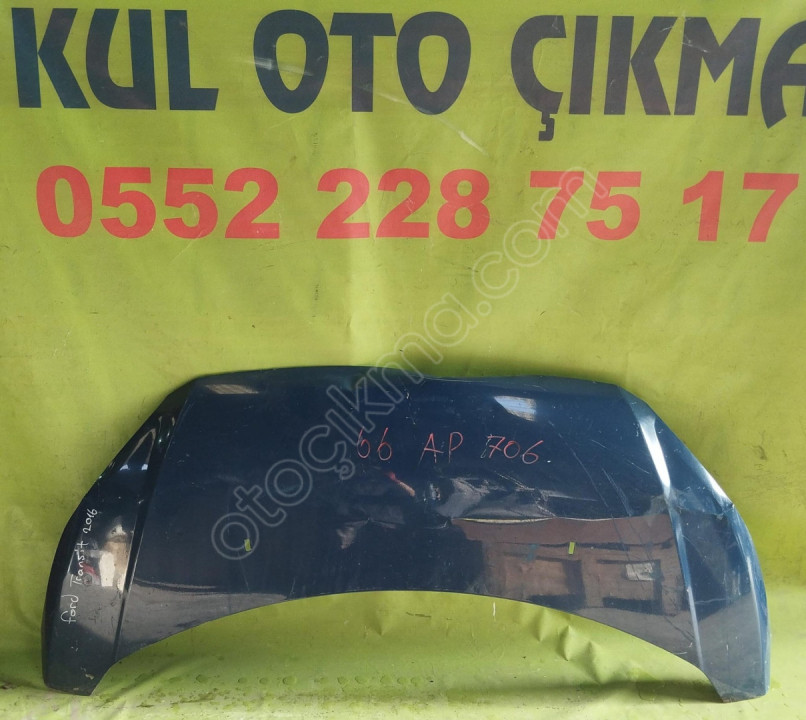 KUL OTO ÇIKMA
0552 228 75 17
otoçıkma.com
66 AP 706
ford Transit 2016